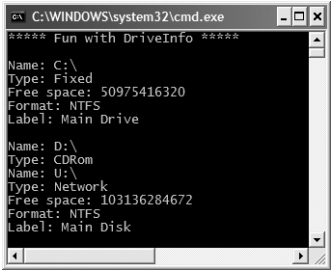 C:\WINDOWS\system32\cmd.exe
***** Fun with DriveInfo *****
Name: C:\
Type: Fixed
Free space: 50975416320
Format: NTFS
Label: Main Drive
Name: D:\
Type: CDRom
Name: U:\
Type: Network
Free space: 103136284672
Format: NTFS
Label: Main Disk